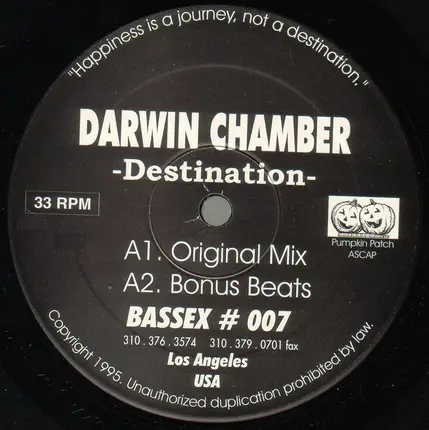 "Happiness is a journey, not a destination."
DARWIN CHAMBER
-Destination-
33 RPM
Pumpkin Patch
ASCAP
A1. Original Mix
A2. Bonus Beats
BASSEX # 007
310 . 376 . 3574 310 . 379 . 0701 fax
Los Angeles
USA
Copyright 1995. Unauthorized duplication prohibited by law.